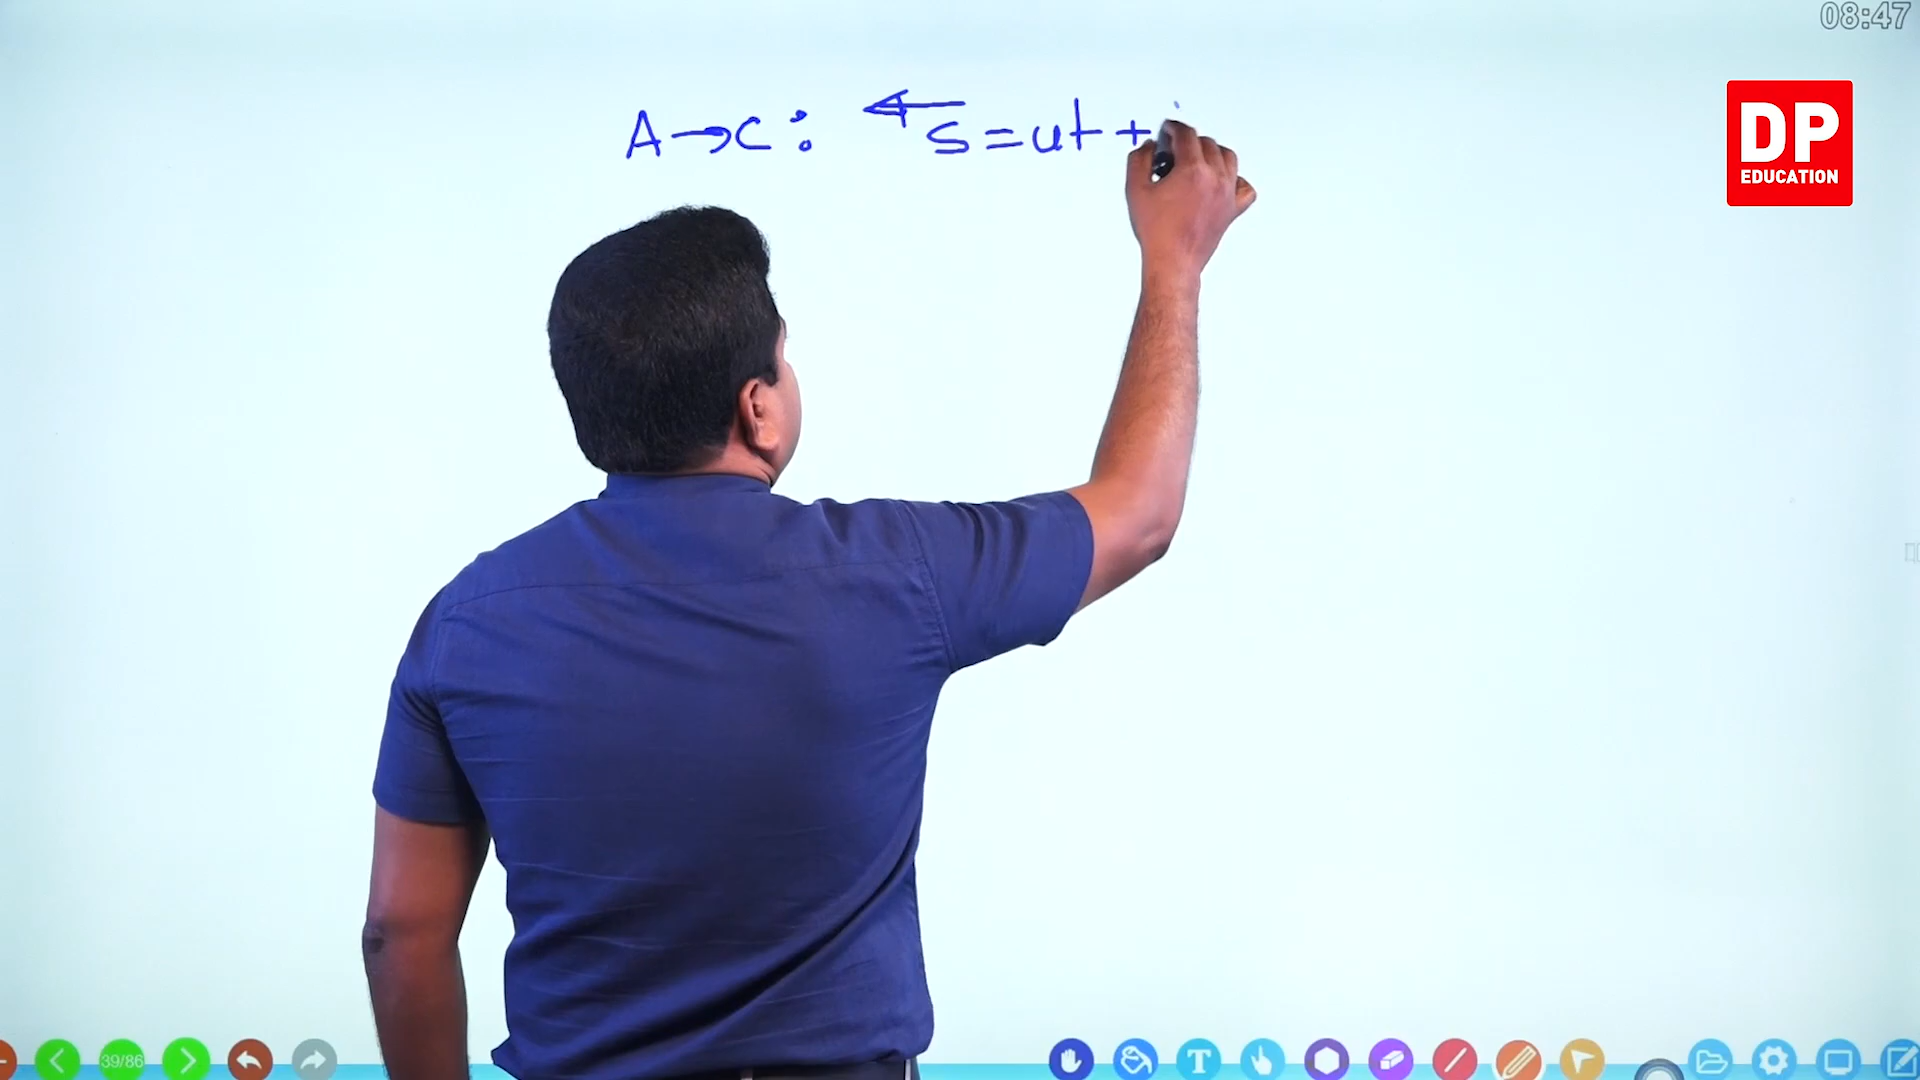 08:47
A→C: ← s=ut+
DP
EDUCATION
39/86
T